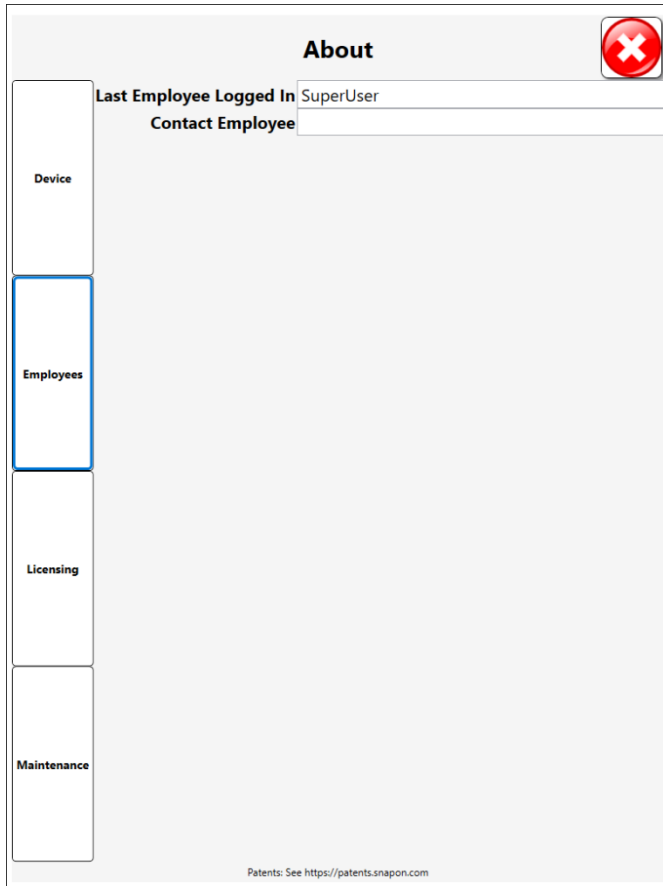 About
Last Employee Logged In SuperUser
Contact Employee
Device
Employees
Licensing
Maintenance
Patents: See https://patents.snapon.com